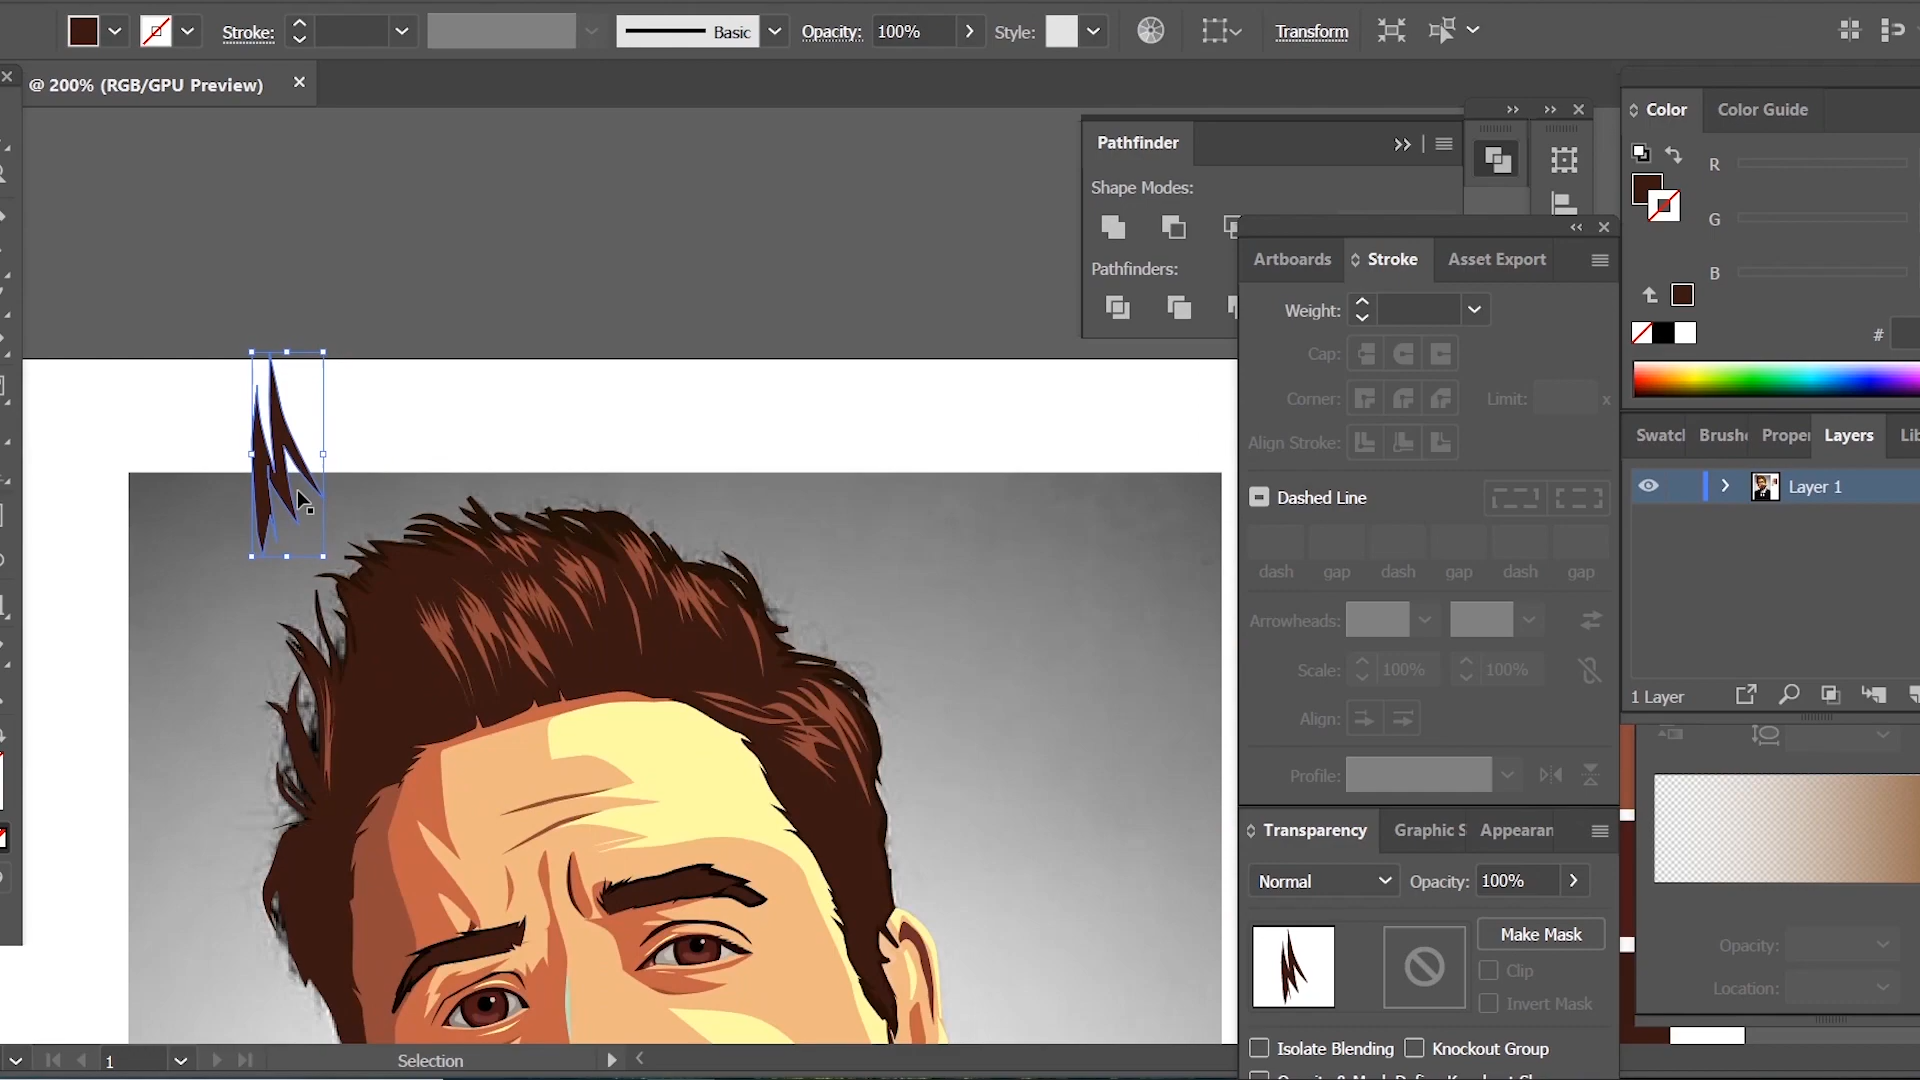 Stroke:
Basic
Opacity: 100%
Style:
Transform
@ 200% (RGB/GPU Preview)
Pathfinder
Shape Modes:
Pathfinders:
Color
Color Guide
R
G
B
#
Artboards
Stroke
Asset Export
Weight:
Cap:
Corner:
Limit:
x
Align Stroke:
Dashed Line
dash gap dash gap dash gap
Arrowheads:
Scale: 100% 100%
Align:
Profile:
Swatcl Brushe Proper Layers Lib
Layer 1
1 Layer
Transparency
Graphic S
Appearan
Normal
Opacity: 100%
Make Mask
Clip
Invert Mask
Isolate Blending
Knockout Group
Opacity:
Location:
1
Selection